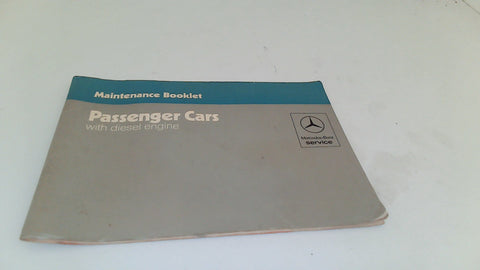 Maintenance Booklet
Passenger Cars
with diesel engine
Mercedes-Benz
service